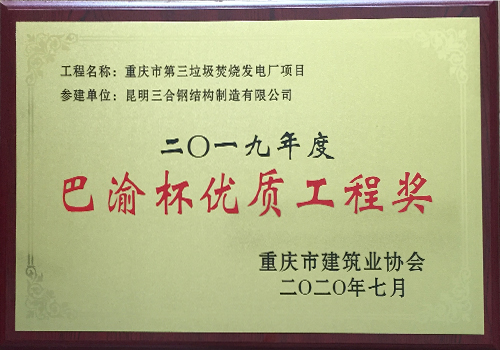 工程名称：重庆市第三垃圾焚烧发电厂项目
参建单位：昆明三合钢结构制造有限公司
二〇一九年度
巴渝杯优质工程奖
重庆市建筑业协会
二〇二〇年七月